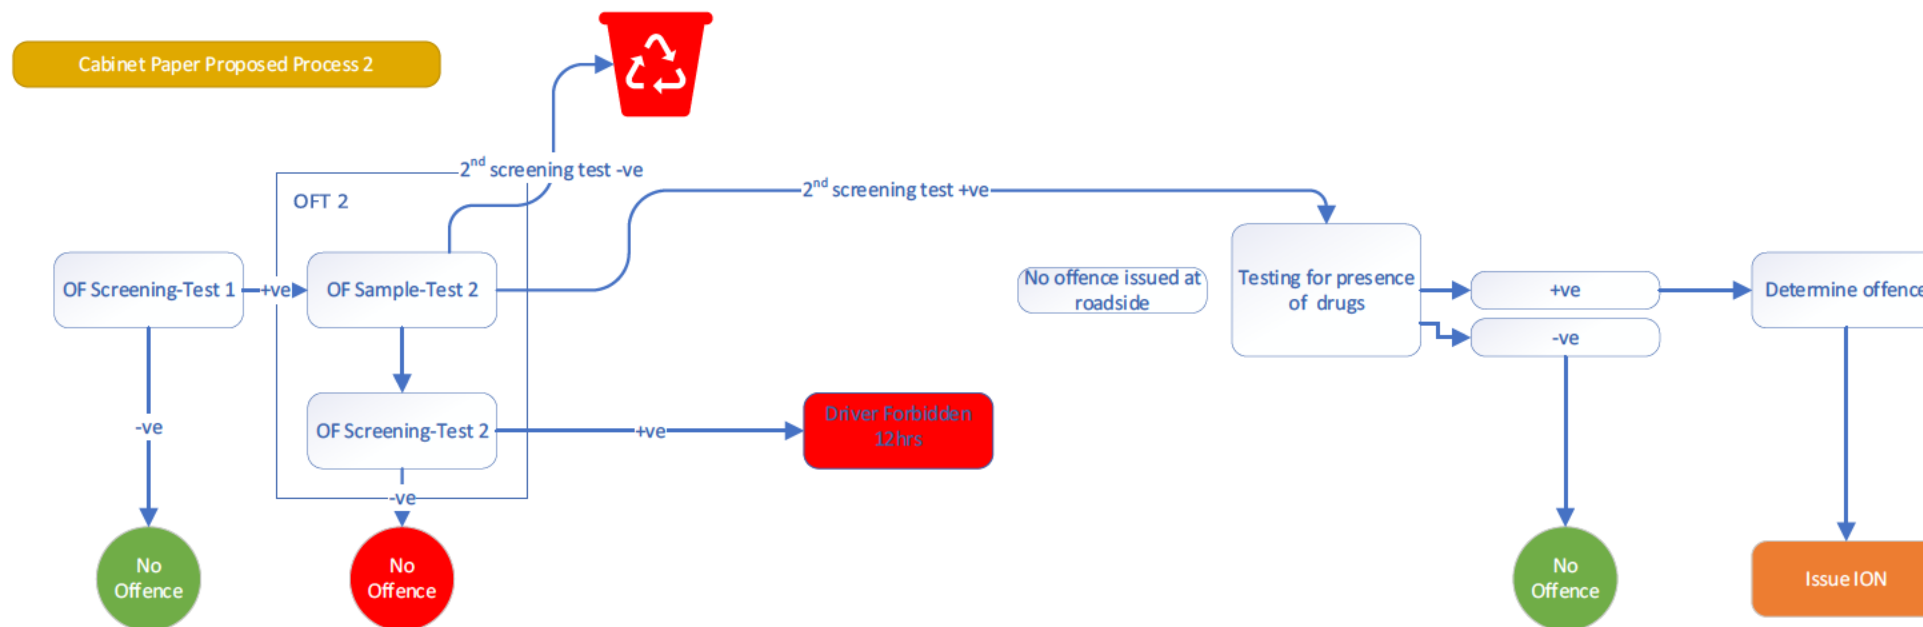 Cabinet Paper Proposed Process 2
2nd screening test -ve
2nd screening test +ve
OFT 2
OF Screening-Test 1
+ve
OF Sample-Test 2
No offence issued at
roadside
Testing for presence
of drugs
+ve
-ve
Determine offence
-ve
OF Screening-Test 2
+ve
Driver Forbidden
12hrs
-ve
No
Offence
No
Offence
No
Offence
Issue ION